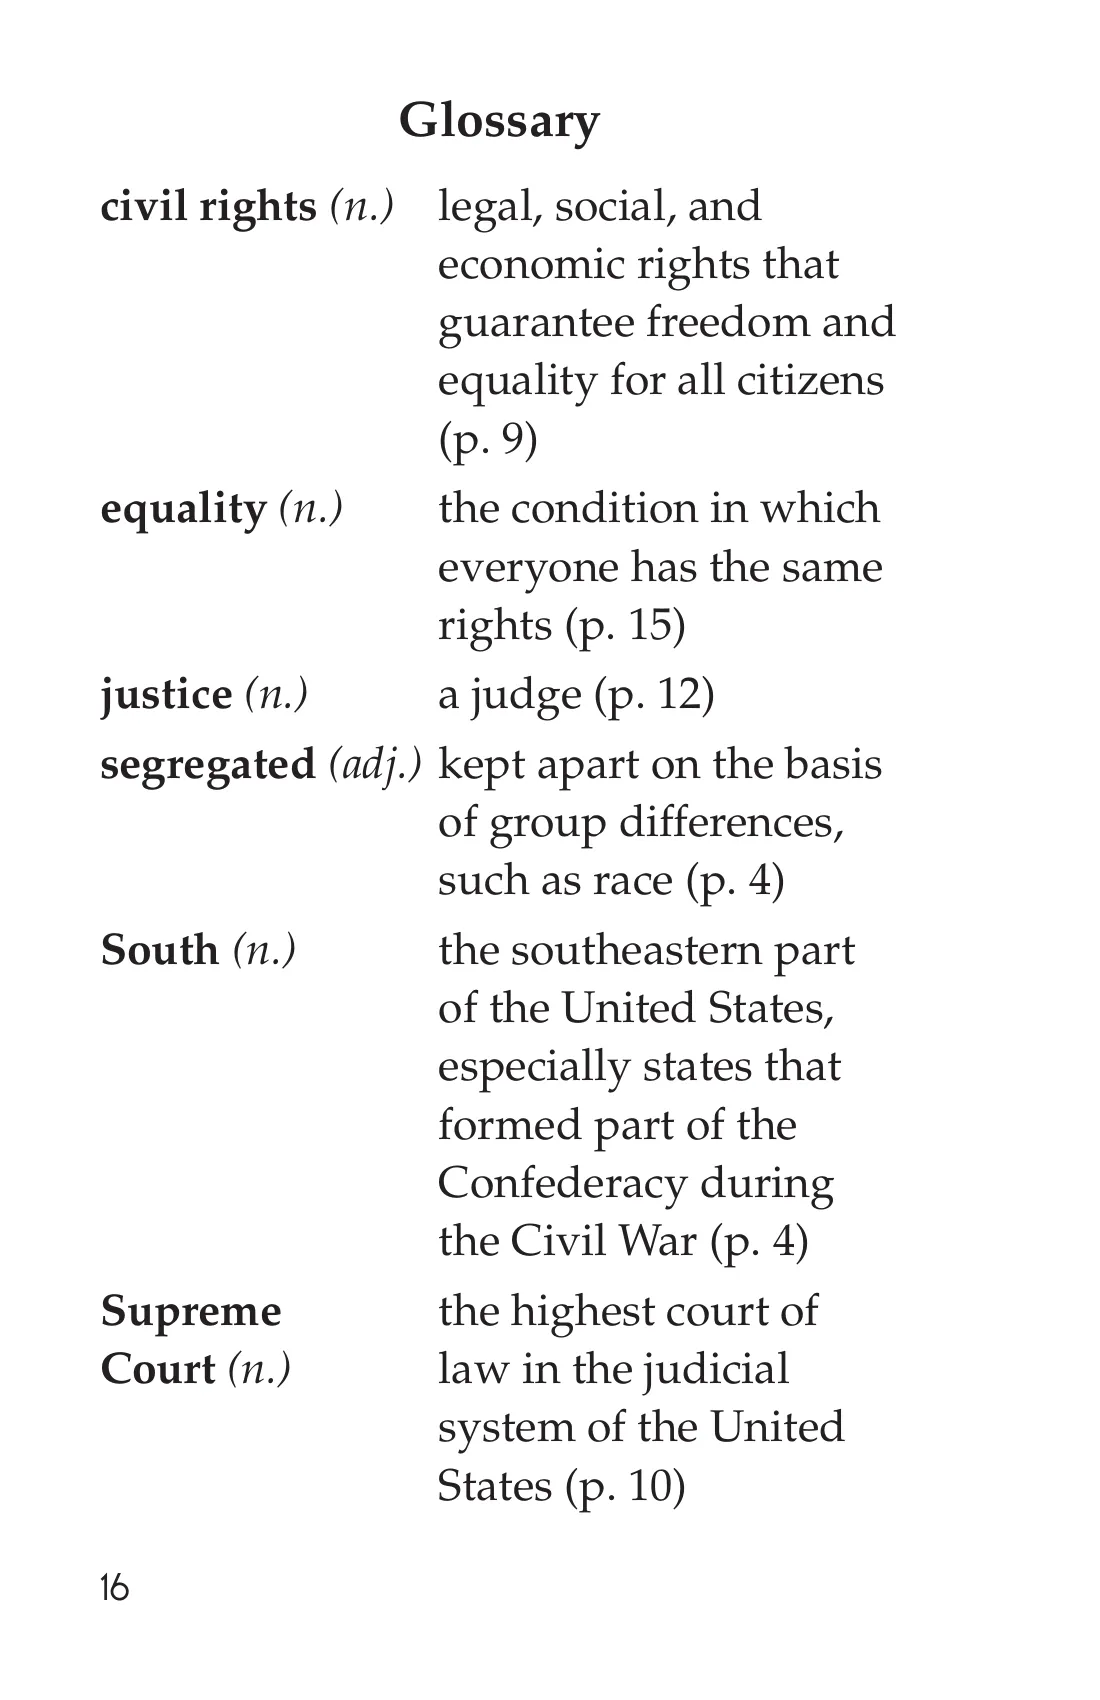 Glossary
civil rights (n.) legal, social, and
economic rights that
guarantee freedom and
equality for all citizens
(p. 9)
equality (n.) the condition in which
everyone has the same
rights (p. 15)
justice (n.) a judge (p. 12)
segregated (adj.) kept apart on the basis
of group differences,
such as race (p. 4)
South (n.) the southeastern part
of the United States,
especially states that
formed part of the
Confederacy during
the Civil War (p. 4)
Supreme the highest court of
Court (n.) law in the judicial
system of the United
States (p. 10)
16